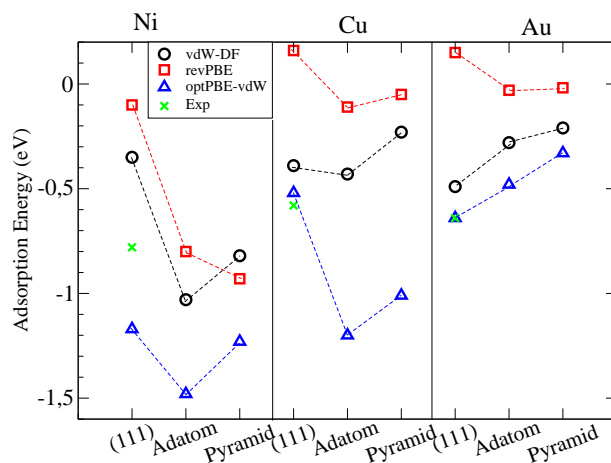 Ni Cu Au
vdW-DF
revPBE
optPBE-vdW
Exp
0
-0,5
-1
-1,5
Adsorption Energy (eV)
(111) Adatom Pyramid (111) Adatom Pyramid (111) Adatom Pyramid